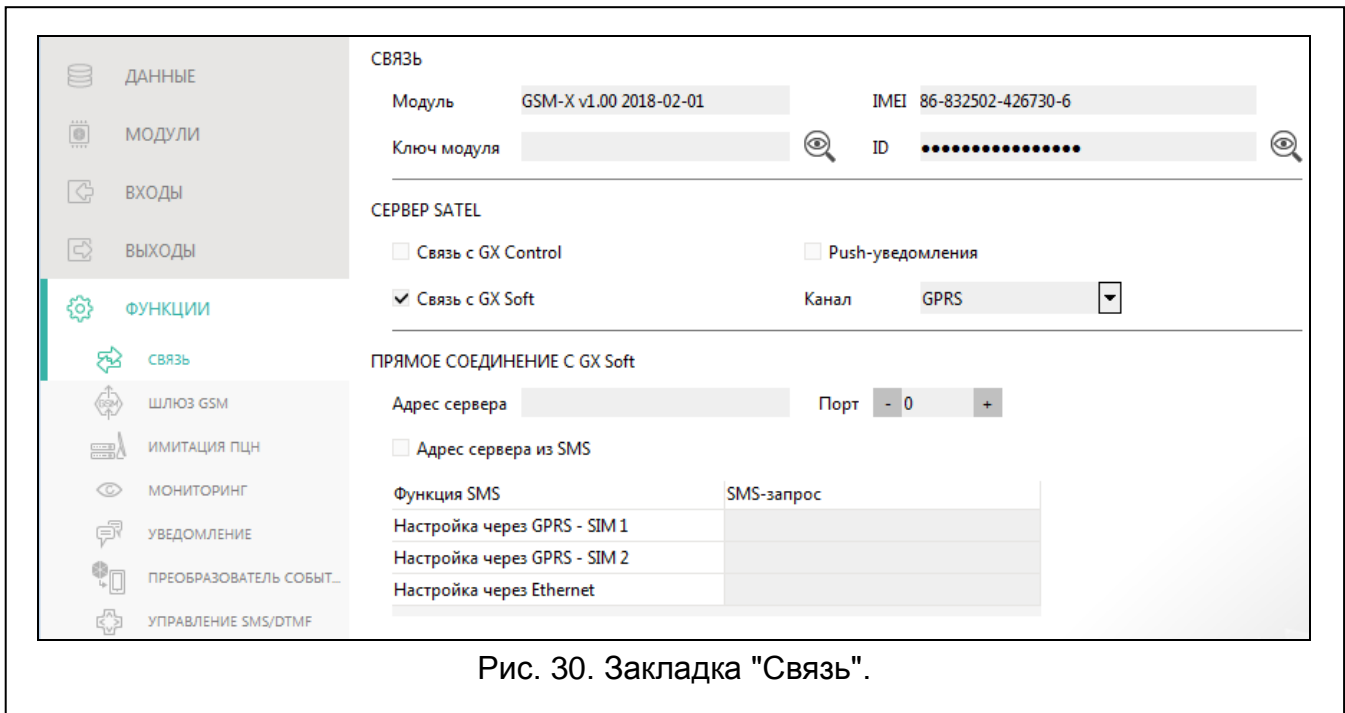 ДАННЫЕ
МОДУЛИ
ВХОДЫ
ВЫХОДЫ
ФУНКЦИИ
СВЯЗЬ
ШЛЮЗ GSM
ИМИТАЦИЯ ПЦН
МОНИТОРИНГ
УВЕДОМЛЕНИЕ
ПРЕОБРАЗОВАТЕЛЬ СОБЫТ...
УПРАВЛЕНИЕ SMS/DTMF
СВЯЗЬ
Модуль GSM-X v1.00 2018-02-01 IMEI 86-832502-426730-6
Ключ модуля ID ●●●●●●●●●●●●●●●●
СЕРВЕР SATEL
Связь с GX Control Push-уведомления
Связь с GX Soft Канал GPRS
ПРЯМОЕ СОЕДИНЕНИЕ С GX Soft
Адрес сервера Порт - 0 +
Адрес сервера из SMS
Функция SMS SMS-запрос
Настройка через GPRS - SIM 1
Настройка через GPRS - SIM 2
Настройка через Ethernet
Рис. 30. Закладка "Связь".